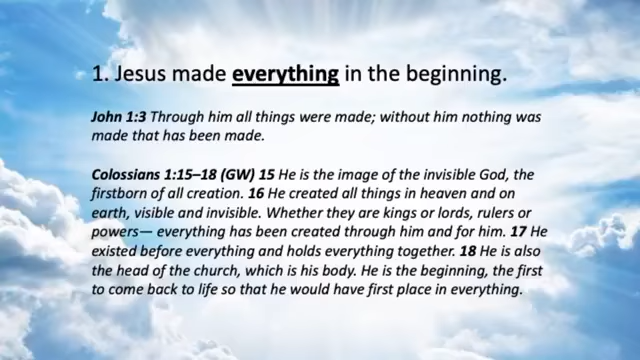 1. Jesus made everything in the beginning.
John 1:3 Through him all things were made; without him nothing was
made that has been made.
Colossians 1:15–18 (GW) 15 He is the image of the invisible God, the
firstborn of all creation. 16 He created all things in heaven and on
earth, visible and invisible. Whether they are kings or lords, rulers or
powers— everything has been created through him and for him. 17 He
existed before everything and holds everything together. 18 He is also
the head of the church, which is his body. He is the beginning, the first
to come back to life so that he would have first place in everything.